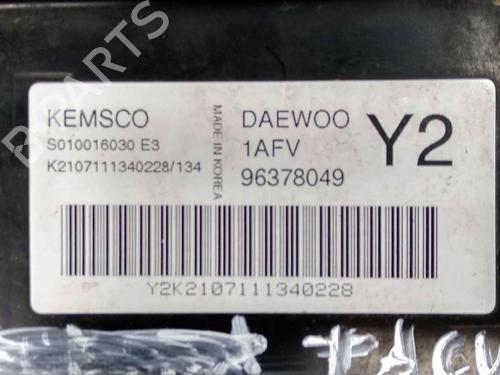 KEMSCO
S010016030 E3
K2107111340228/134
MADE IN KOREA
DAEWOO
1AFV
96378049
Y2
Y2K2107111340228